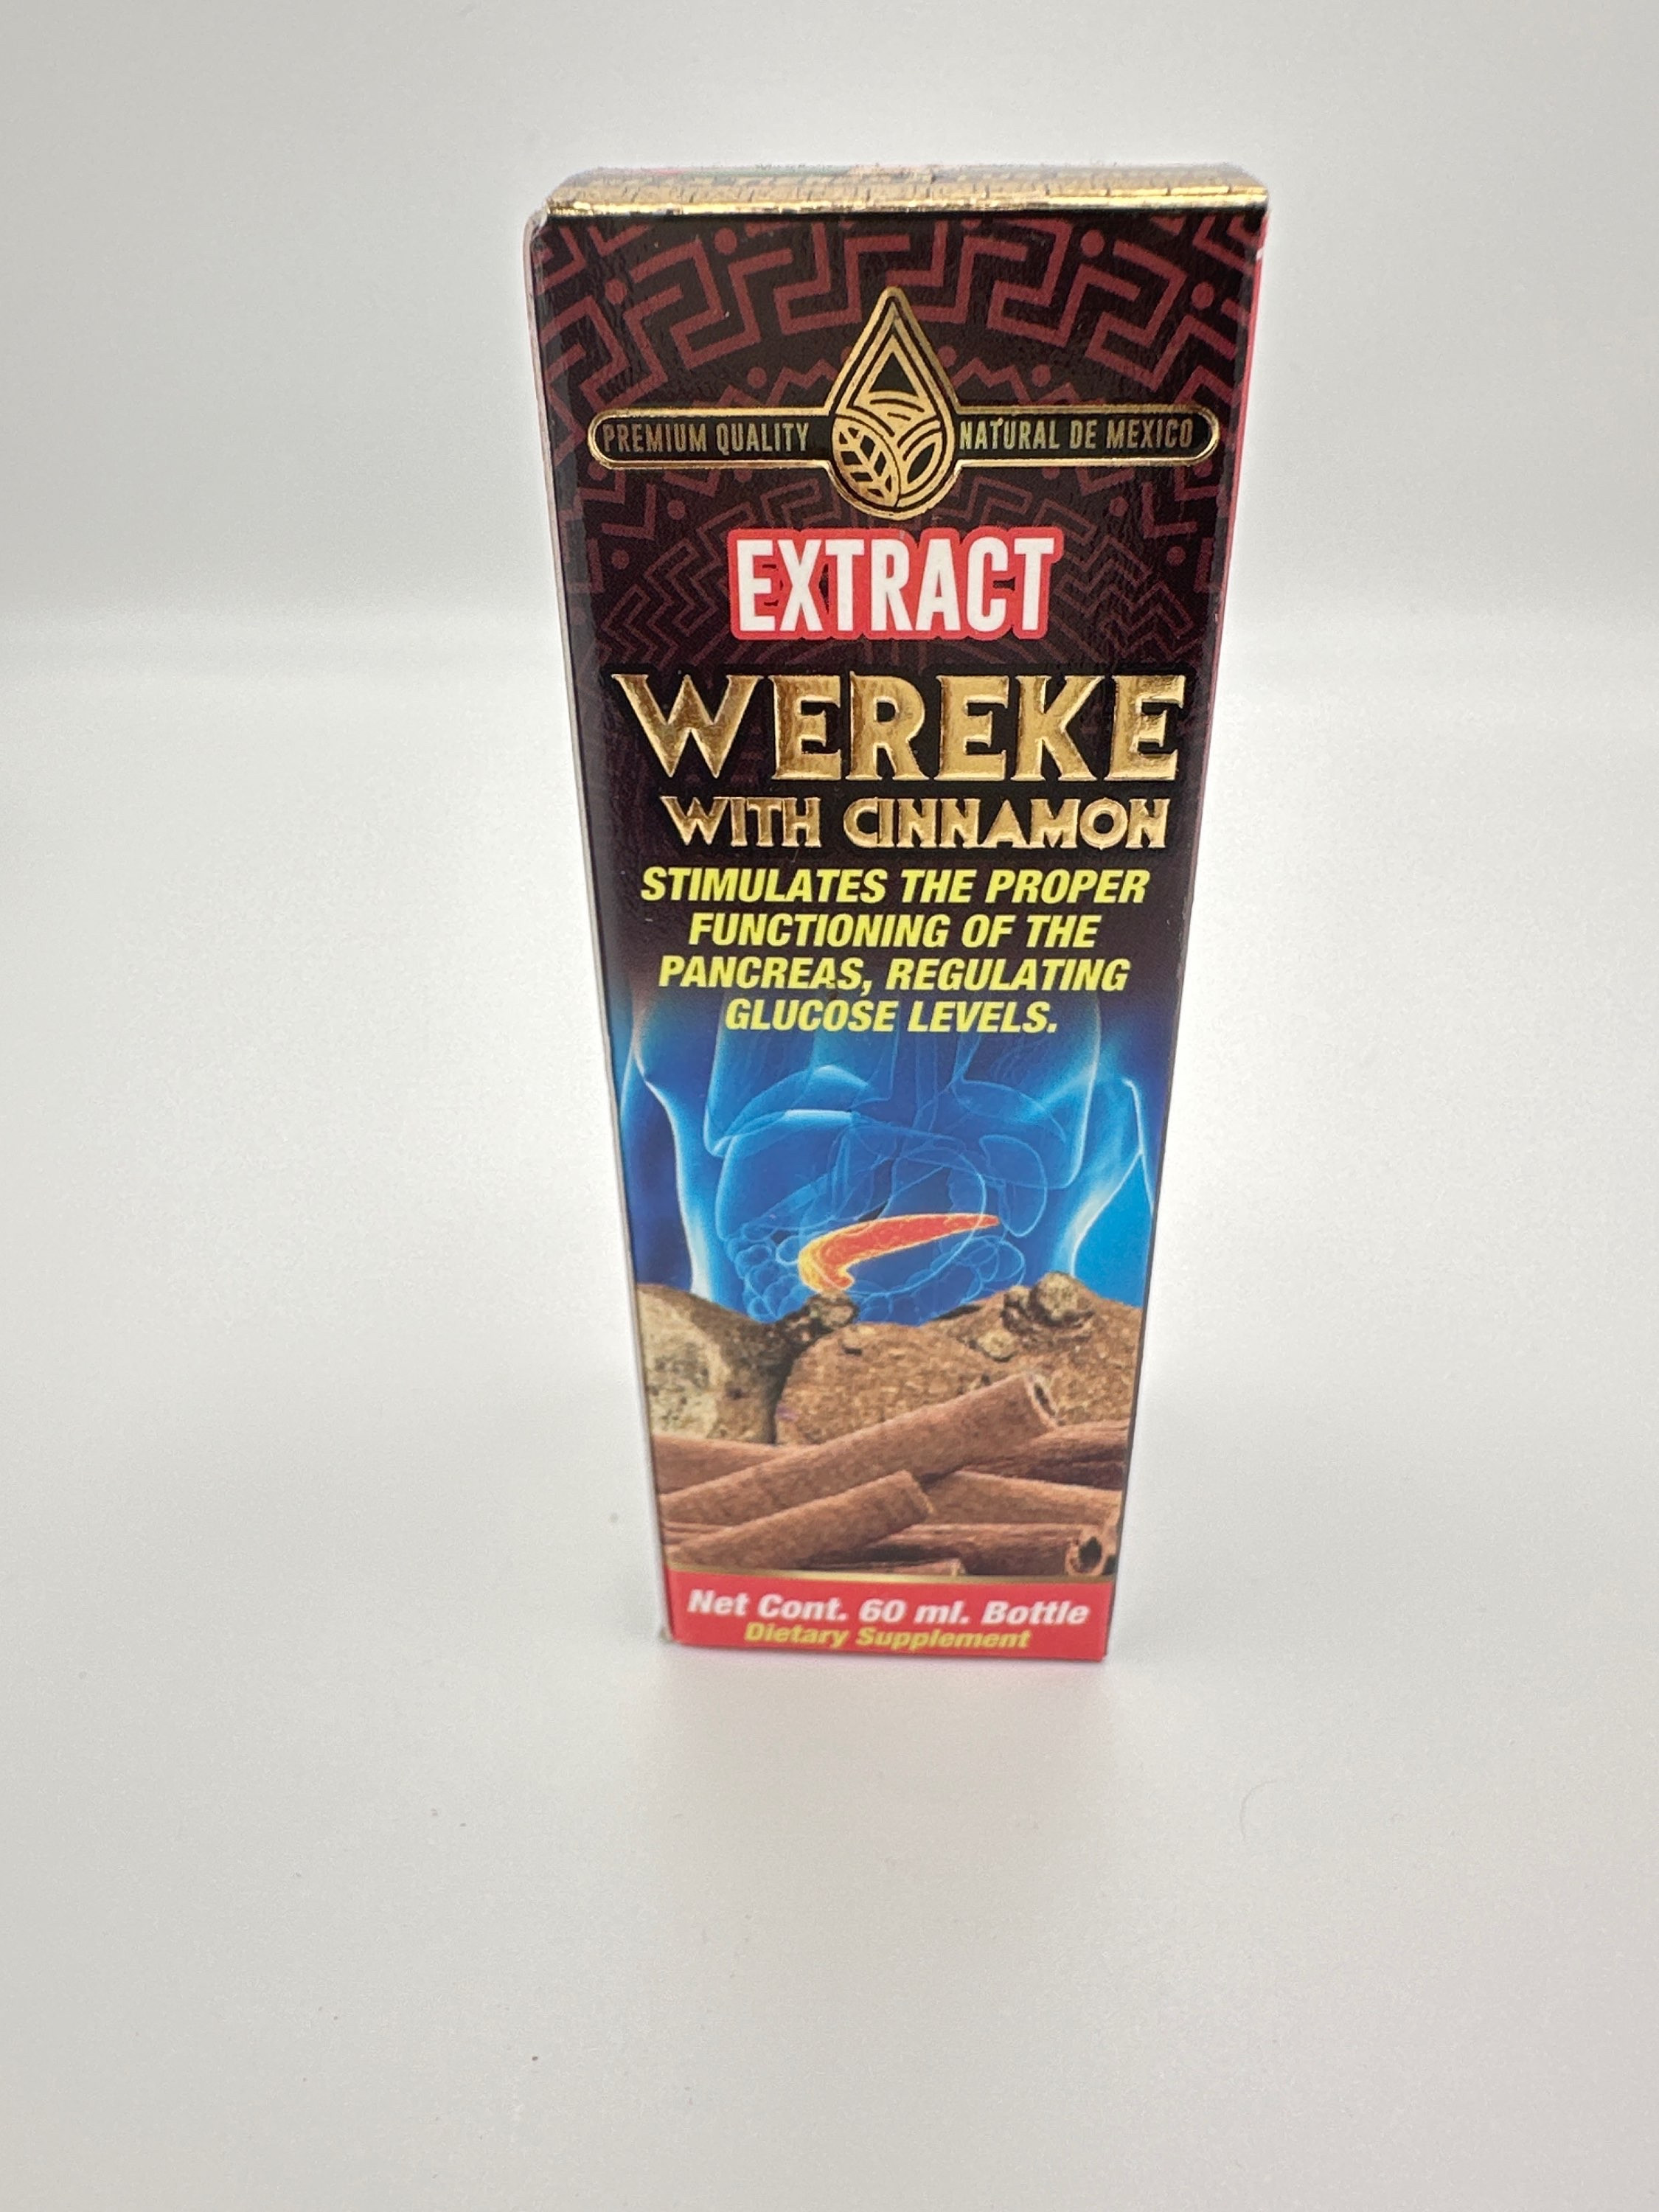 PREMIUM QUALITY NATURAL DE MEXICO
EXTRACT
WEREKE
WITH CINNAMON
STIMULATES THE PROPER
FUNCTIONING OF THE
PANCREAS, REGULATING
GLUCOSE LEVELS.
Net Cont. 60 ml. Bottle
Dietary Supplement